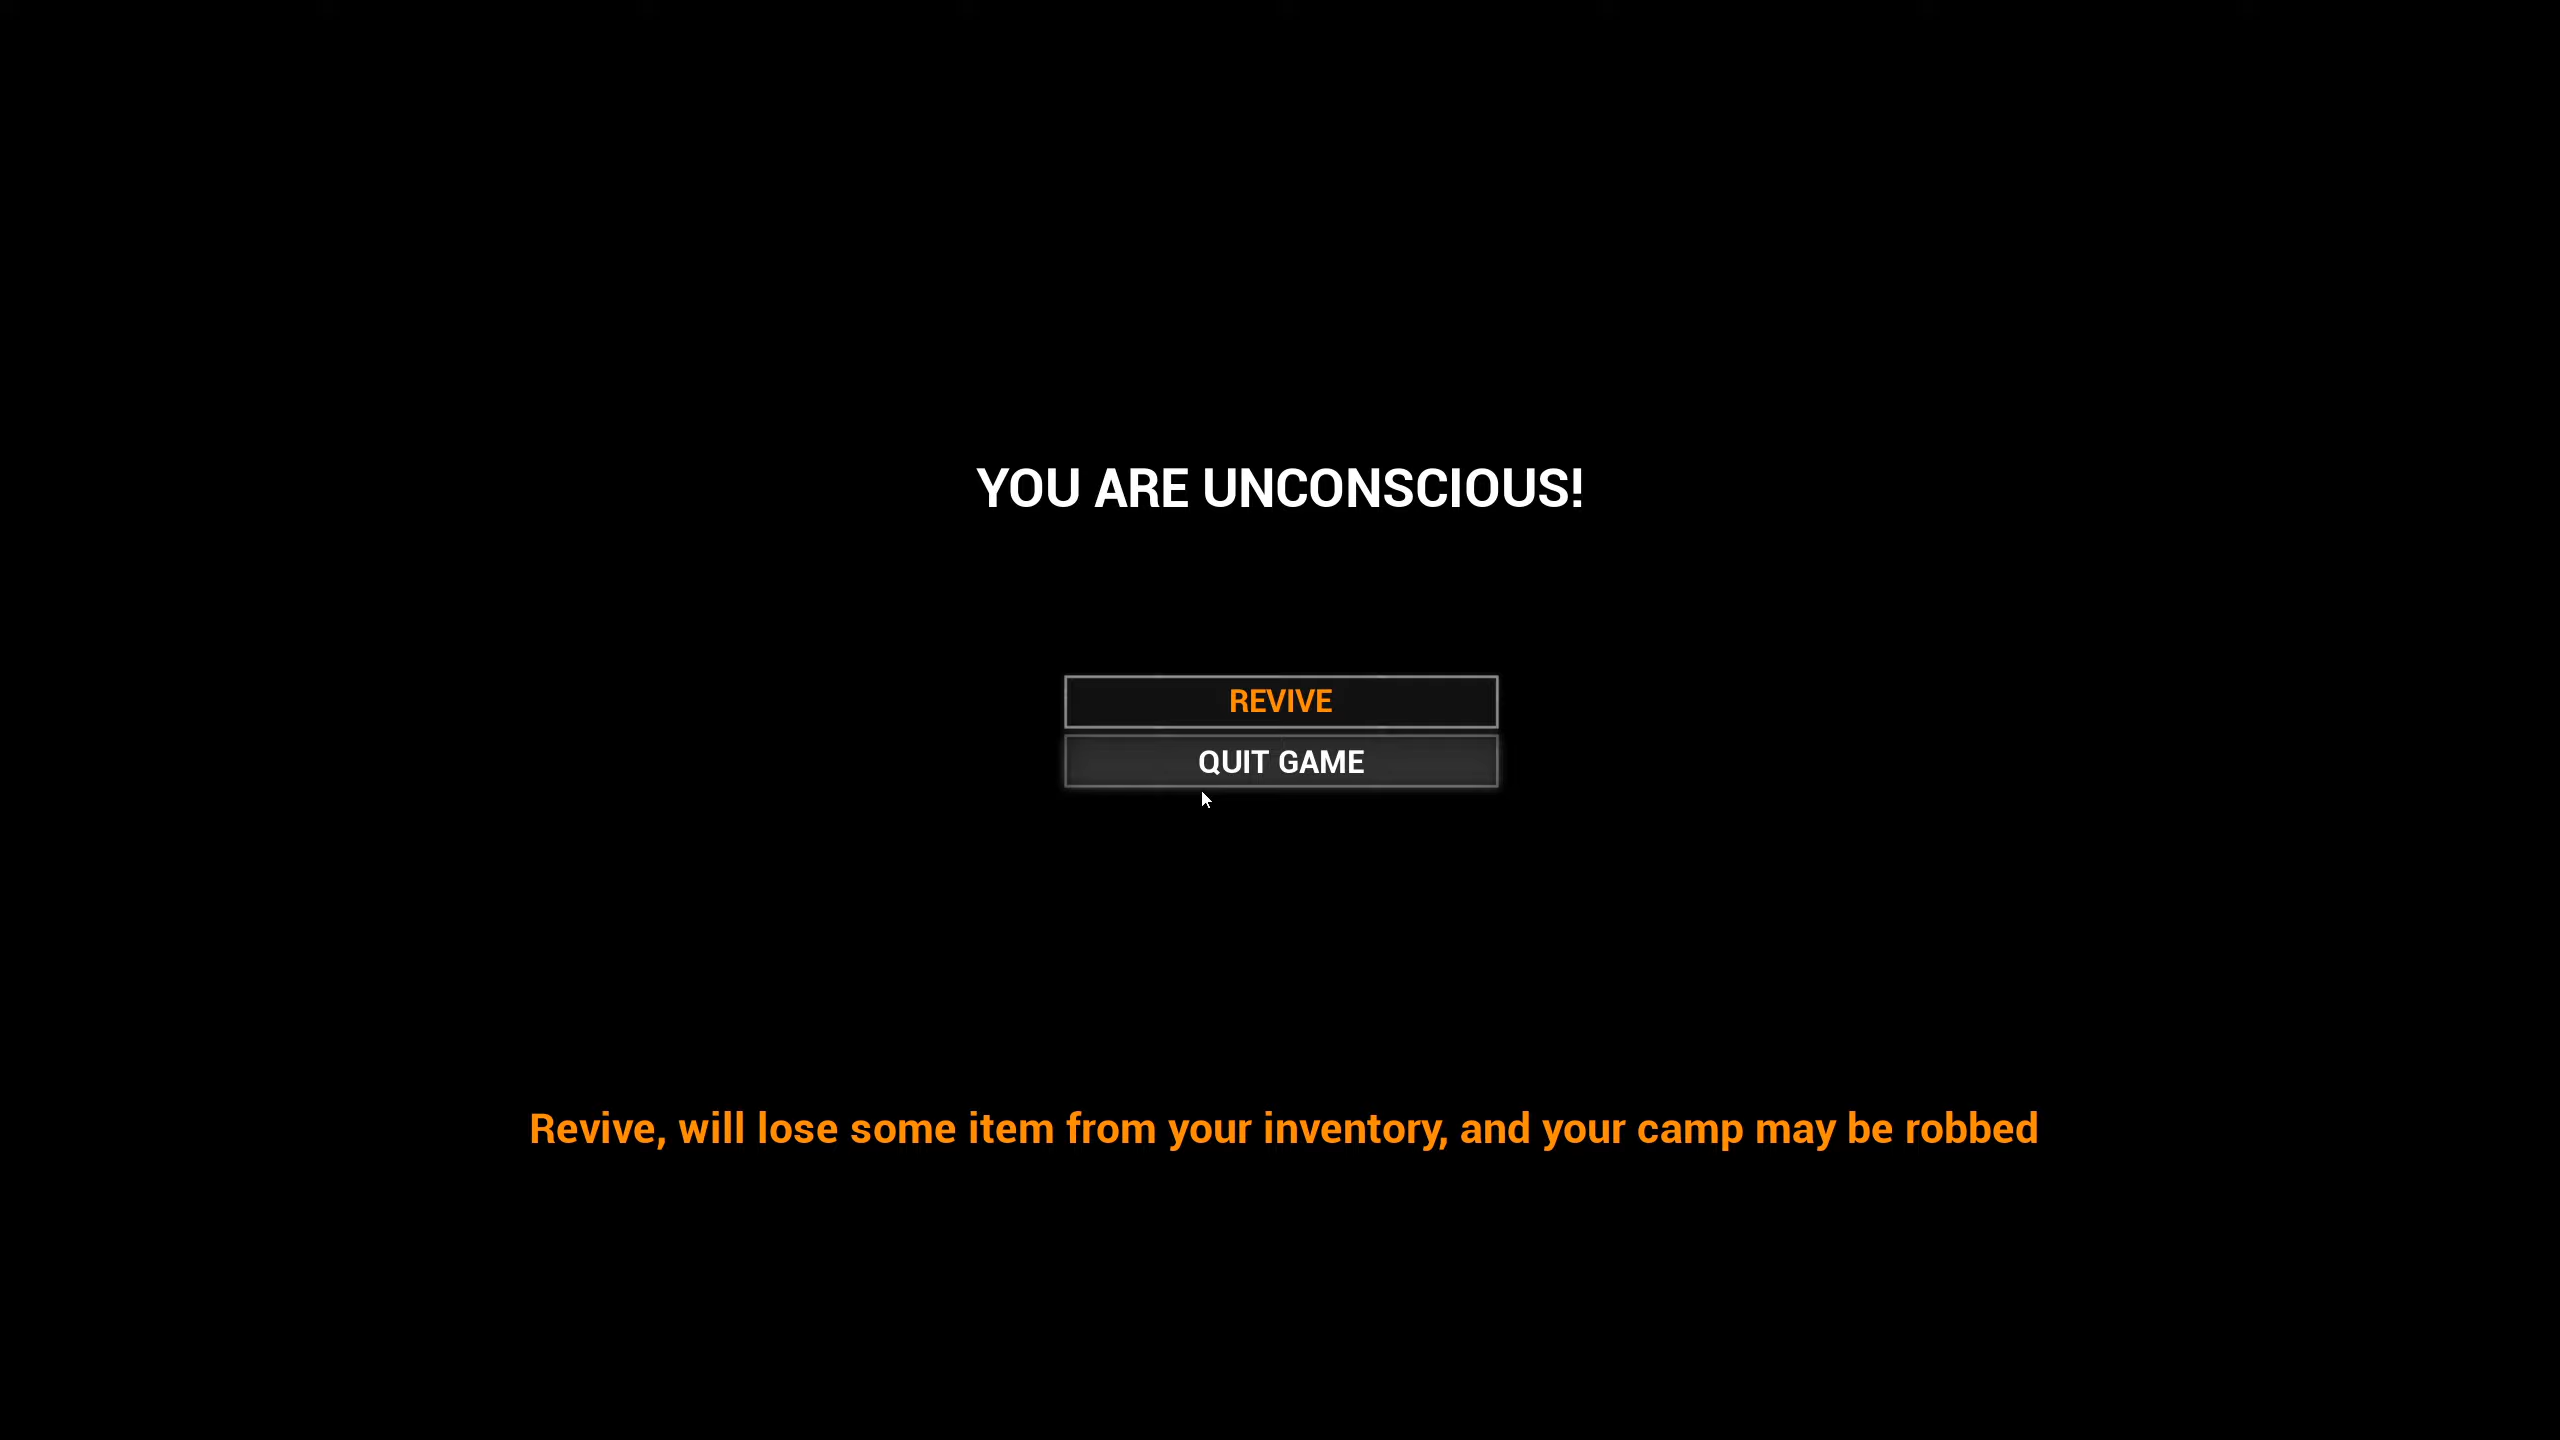 YOU ARE UNCONSCIOUS!
REVIVE
QUIT GAME
Revive, will lose some item from your inventory, and your camp may be robbed